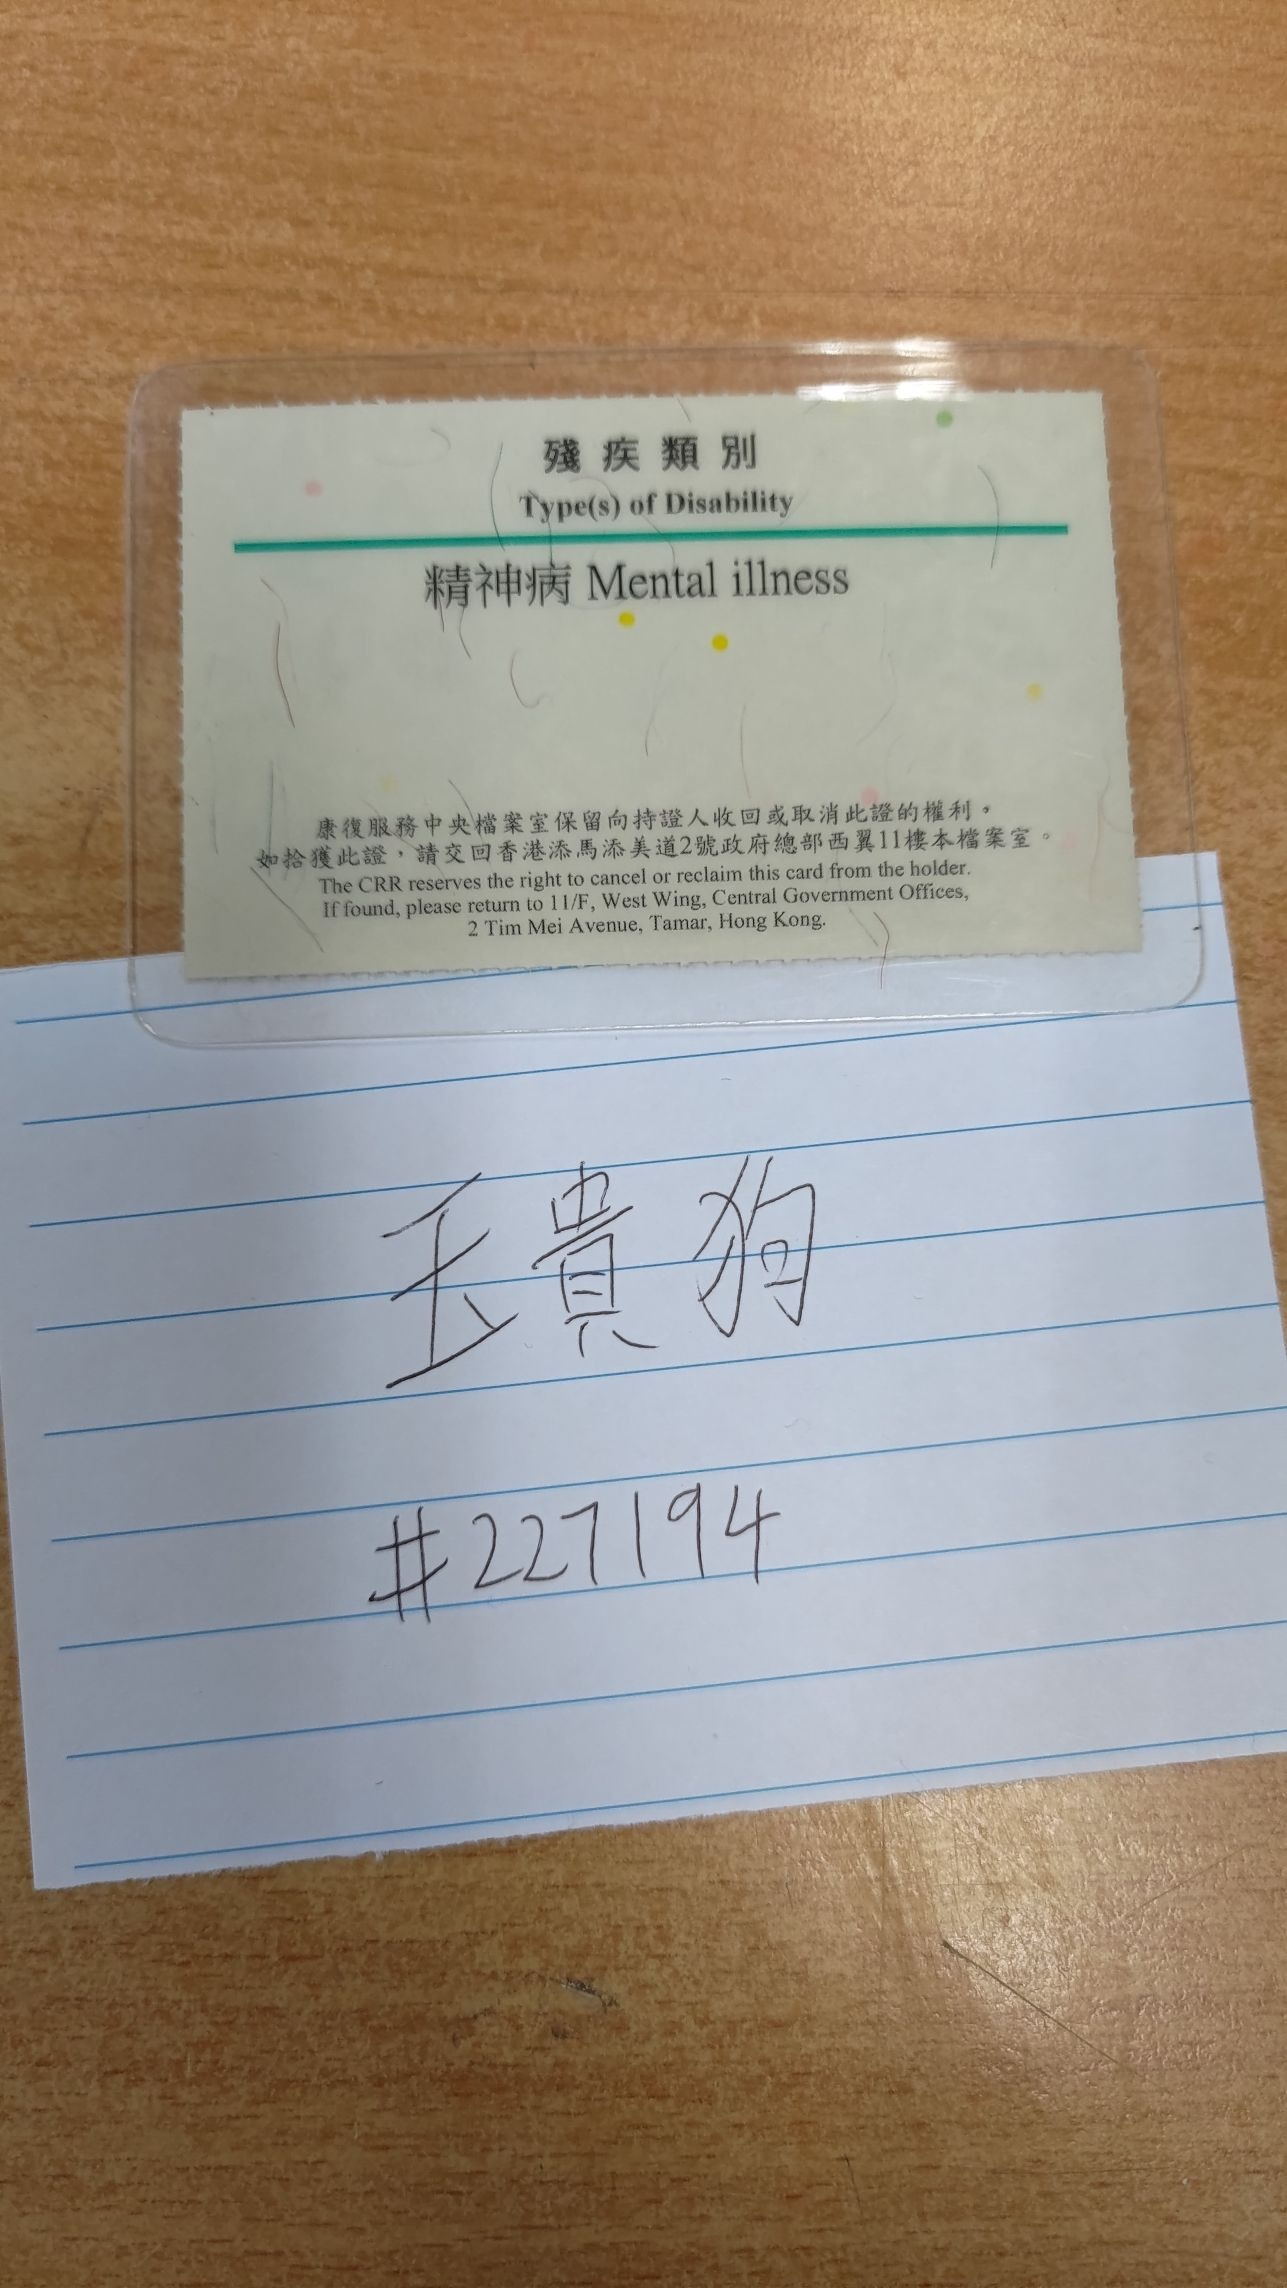 殘疾類別
Type(s) of Disability
精神病 Mental illness
康復服務中央檔案室保留向持證人收回或取消此證的權利。
如拾獲此證，請交回香港添馬添美道2號政府總部西翼11樓本檔案室。
The CRR reserves the right to cancel or reclaim this card from the holder.
If found, please return to 11/F, West Wing, Central Government Offices,
2 Tim Mei Avenue, Tamar, Hong Kong.
貴狗
#227194